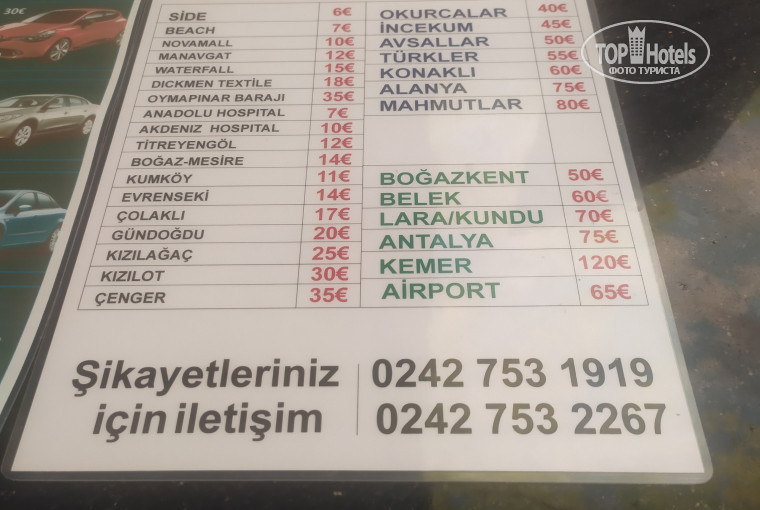 30€
SİDE 6€
BEACH 7€
NOVAMALL 10€
MANAVGAT 12€
WATERFALL 15€
DICKMEN TEXTİLE 18€
OYMAPINAR BARAJI 35€
ANADOLU HOSPITAL 7€
AKDENIZ HOSPITAL 10€
TİTREYENGÖL 12€
BOĞAZ-MESİRE 14€
KUMKÖY 11€
EVRENSEKİ 14€
ÇOLAKLI 17€
GÜNDOĞDU 20€
KIZILAĞAÇ 25€
KIZILOT 30€
ÇENGER 35€
OKURCALAR 40€
İNCEKUM 45€
AVSALLAR 50€
TÜRKLER 55€
KONAKLI 60€
ALANYA 75€
MAHMUTLAR 80€
BOĞAZKENT 50€
BELEK 60€
LARA/KUNDU 70€
ANTALYA 75€
KEMER 120€
AİRPORT 65€
Şikayetleriniz 0242 753 1919
için iletişim 0242 753 2267
TOP Hotels
ФОТО ТУРИСТА